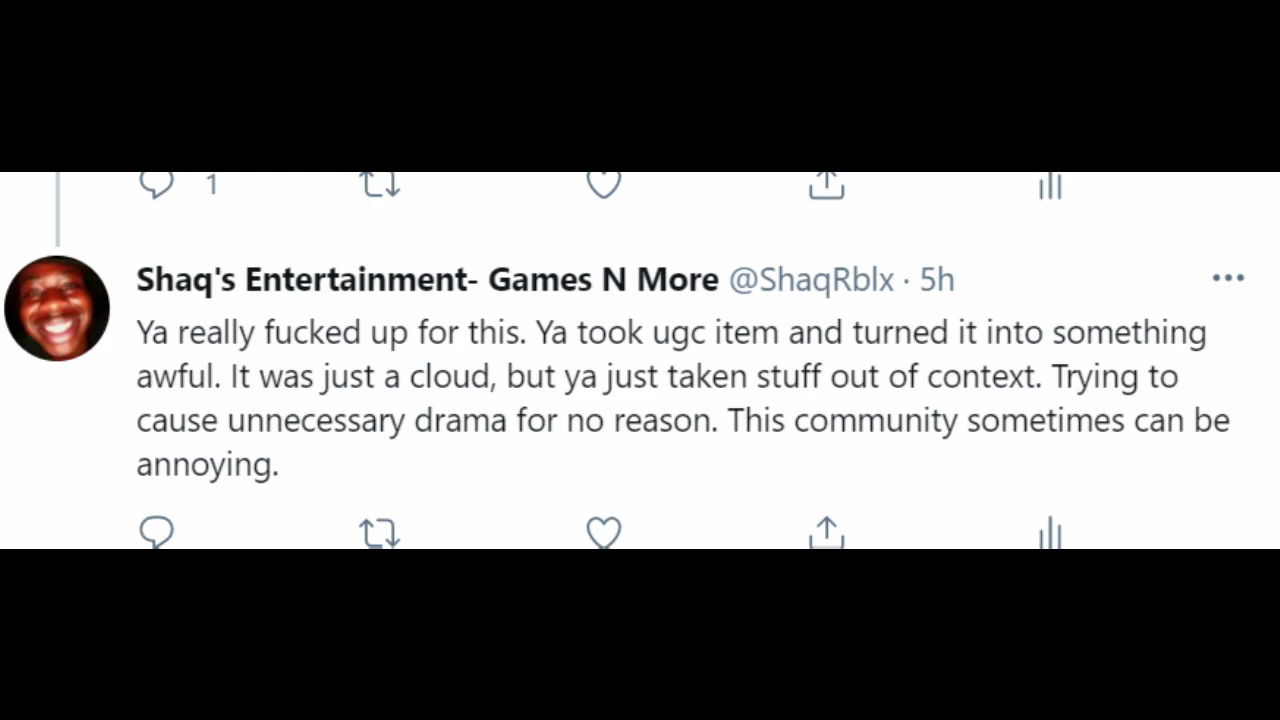 1
Shaq's Entertainment- Games N More @ShaqRblx · 5h
Ya really fucked up for this. Ya took ugc item and turned it into something
awful. It was just a cloud, but ya just taken stuff out of context. Trying to
cause unnecessary drama for no reason. This community sometimes can be
annoying.